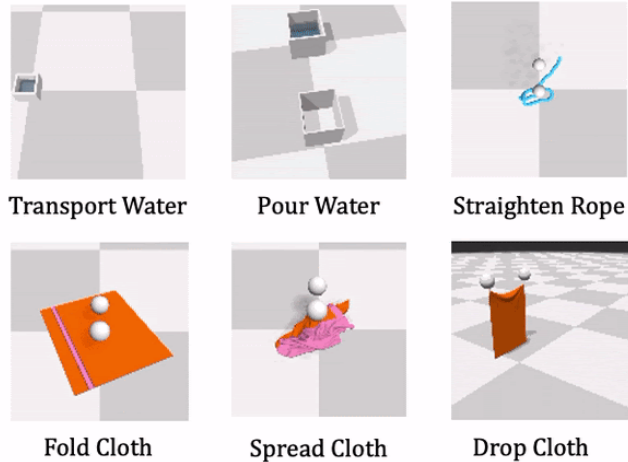 Transport Water
Pour Water
Straighten Rope
Fold Cloth
Spread Cloth
Drop Cloth